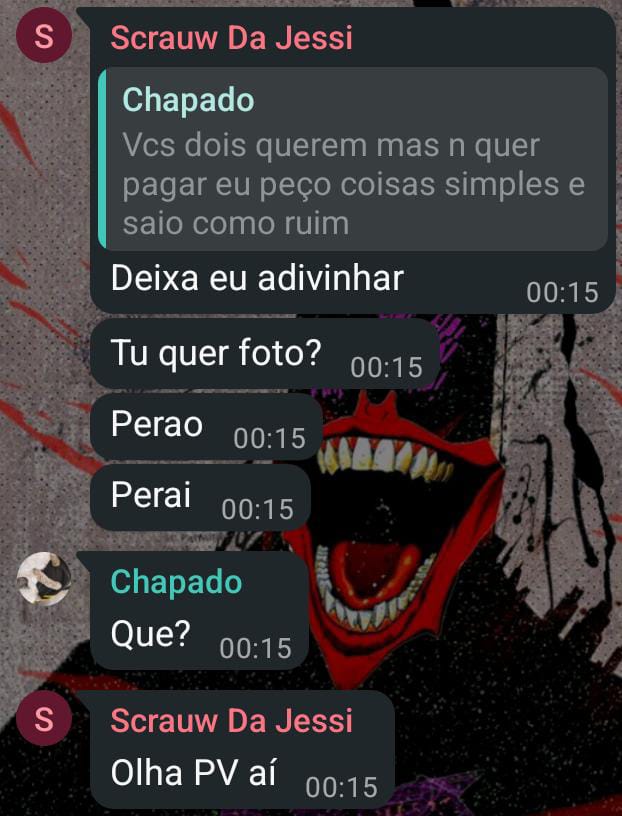 S
Scrauw Da Jessi
Chapado
Vcs dois querem mas n quer
pagar eu peço coisas simples e
saio como ruim
Deixa eu adivinhar
00:15
Tu quer foto?
00:15
Perao
00:15
Perai
00:15
Chapado
Que?
00:15
S
Scrauw Da Jessi
Olha PV aí
00:15